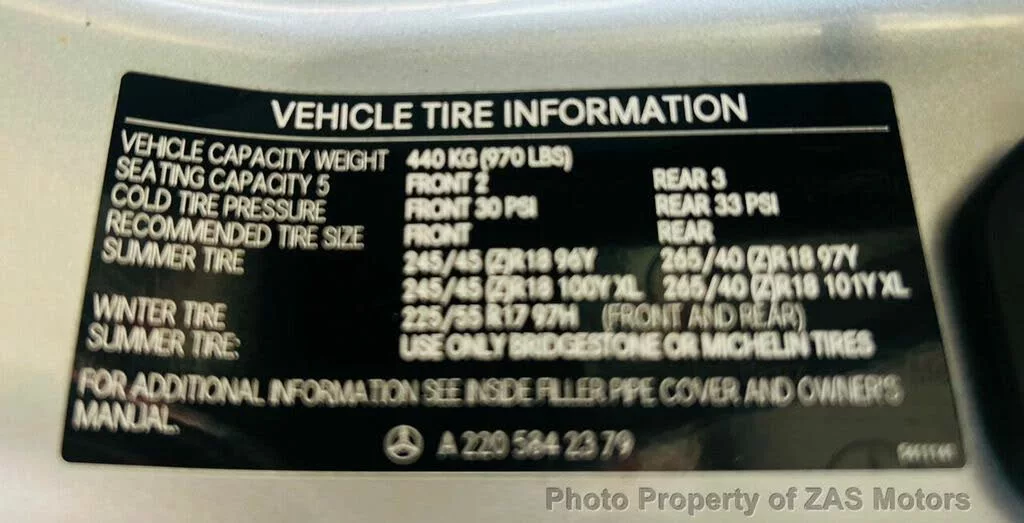 VEHICLE TIRE INFORMATION
VEHICLE CAPACITY WEIGHT 440 KG (970 LBS)
SEATING CAPACITY 5 FRONT 2 REAR 3
COLD TIRE PRESSURE FRONT 30 PSI REAR 33 PSI
RECOMMENDED TIRE SIZE FRONT REAR
SUMMER TIRE 245/45 (Z)R18 96Y 265/40 (Z)R18 97Y
245/45 (Z)R18 100Y XL 265/40 (Z)R18 101Y XL
WINTER TIRE 225/55 R17 97H (FRONT AND REAR)
SUMMER TIRE: USE ONLY BRIDGESTONE OR MICHELIN TIRES
FOR ADDITIONAL INFORMATION SEE INSIDE FILLER PIPE COVER AND OWNER'S
MANUAL.
A 220 584 23 79
Photo Property of ZAS Motors